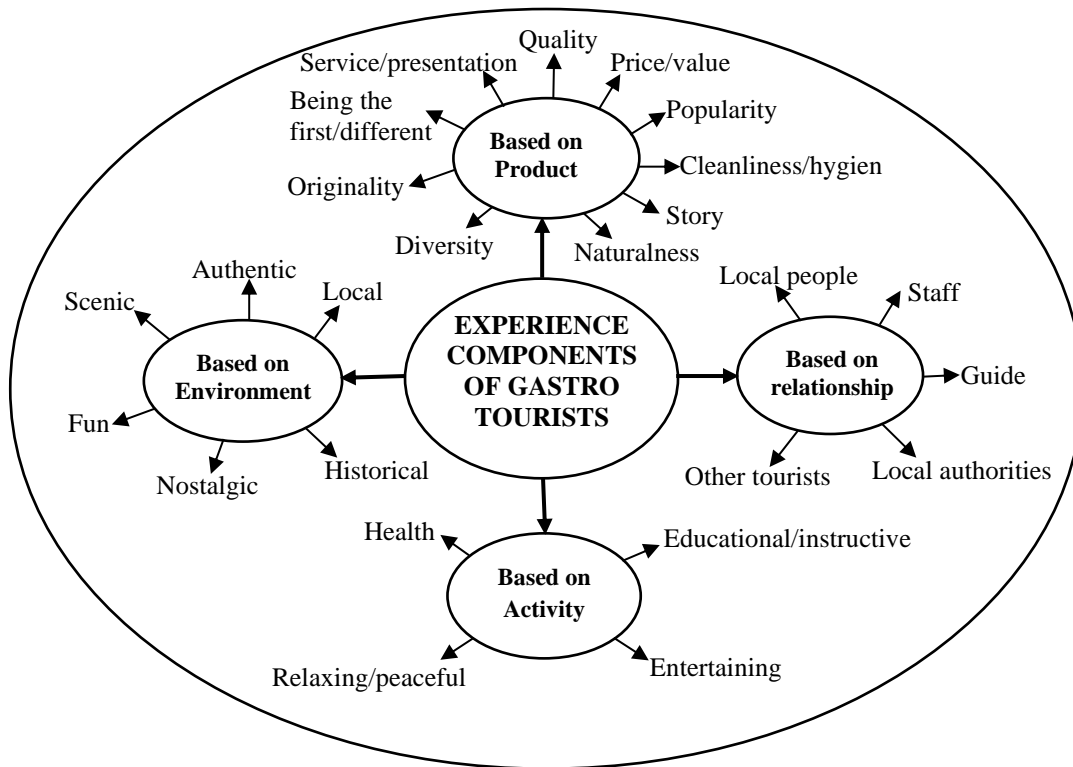 Quality
Service/presentation
Price/value
Being the
first/different
Popularity
Based on
Product
Cleanliness/hygien
Originality
Story
Diversity
Naturalness
Authentic
Local people
Scenic
Local
Staff
EXPERIENCE
COMPONENTS
OF GASTRO
TOURISTS
Based on
Environment
Based on
relationship
Guide
Fun
Nostalgic
Historical
Other tourists
Local authorities
Health
Educational/instructive
Based on
Activity
Relaxing/peaceful
Entertaining